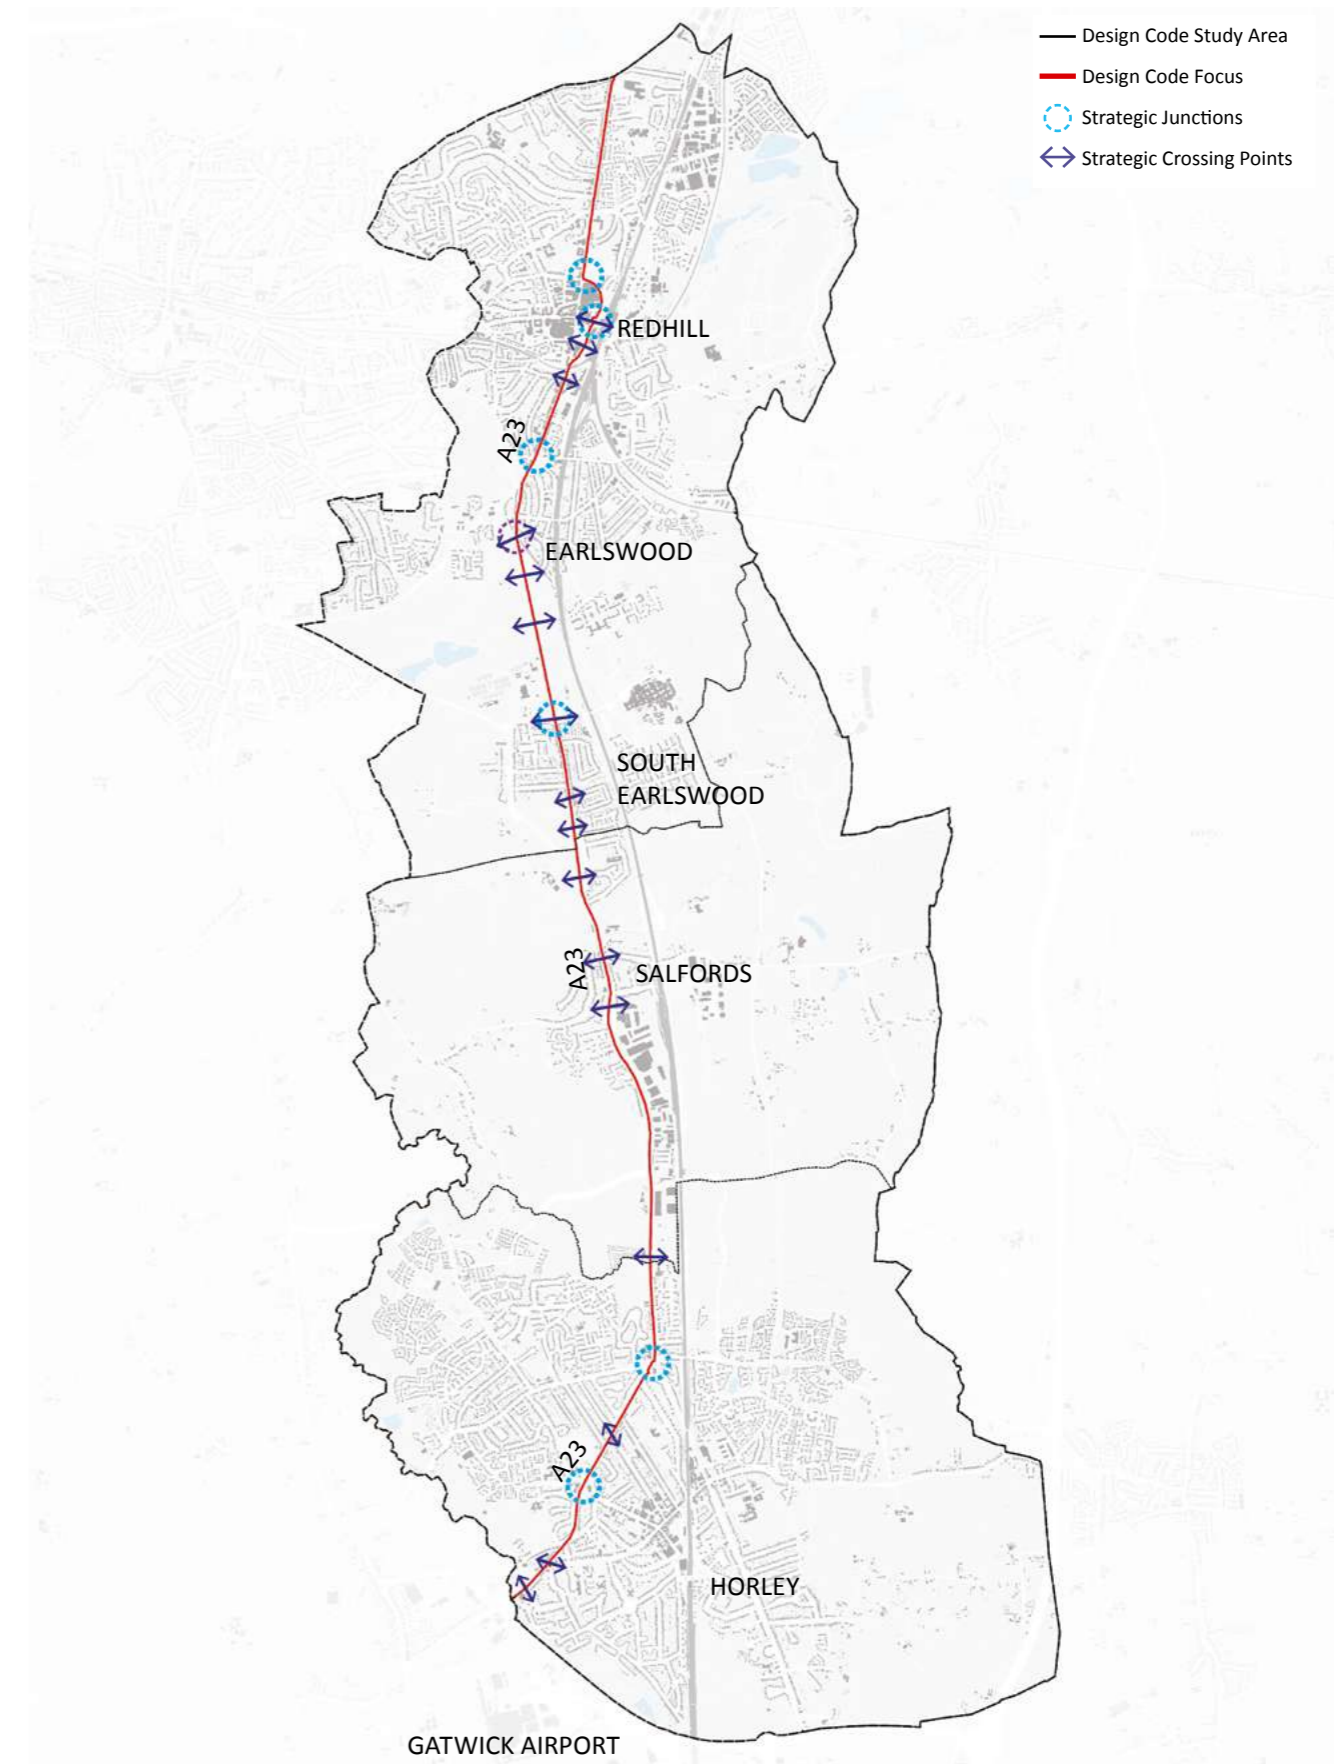 Design Code Study Area
Design Code Focus
Strategic Junctions
Strategic Crossing Points
REDHILL
A23
EARLSWOOD
SOUTH
EARLSWOOD
A23
SALFORDS
A23
HORLEY
GATWICK AIRPORT